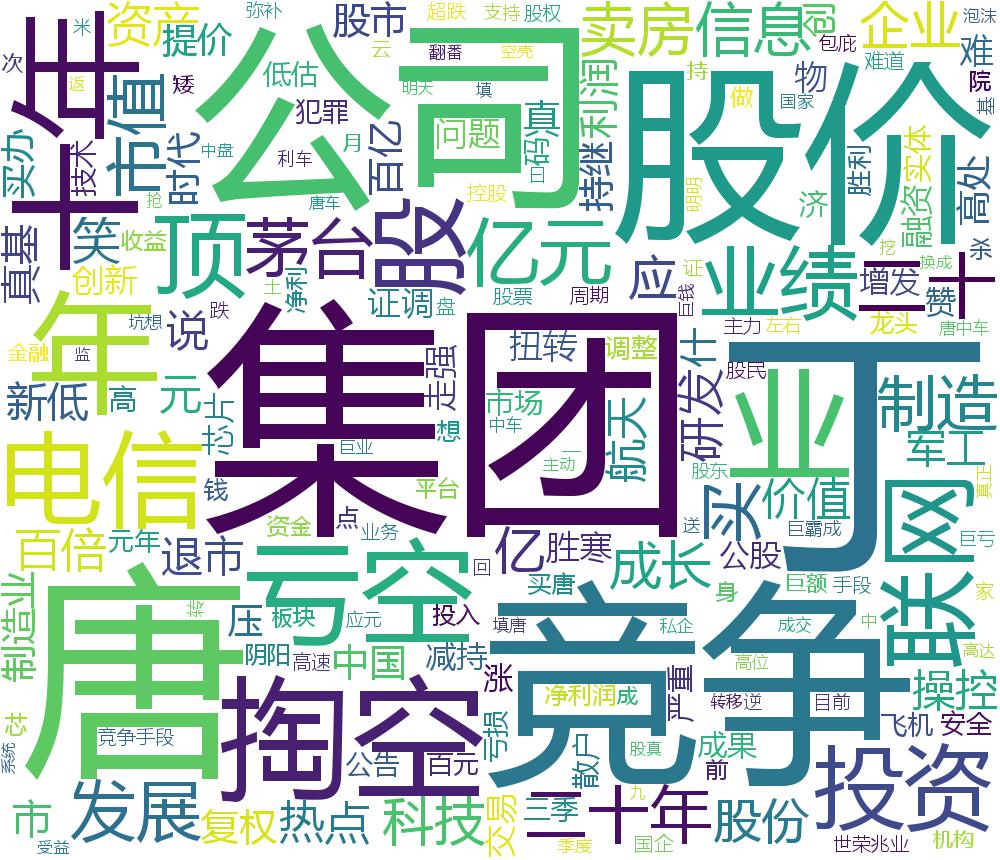 弥补
米
云
超跌
支持
股权
泡沫
资产
提价
股市
卖房
信息
创
企业
难
次
十年
市值
返
矮
公司
低估
翻番
空壳
明天
填
利润
持
包庇
物
难道
院
基
犯罪
股价
做
国家
买办
技术
时代
中盘
利车
月
百亿
问题
真
码
持继
控股
日
明明
济
胜利
融资
实体
高处
抢
唐车
真基
笑
收益
顶
茅台
股
亿元
业绩
应
二十
杀
挖
换成
创新
土
净利
证调
盘
股票
周期
巨钱
证
增发
赞
坑想
说
跌
金融
监
年
集团
扭转
调整
主力
左右
龙头
唐中车
新低
高
元
芯片
走强
市场
中车
研发
什
股民
业
制造
想
航天
巨业
主动
一
股东
军工
电信
钱
点
平台
买
价值
送
巨霸成
联网
真正
巨亏
百倍
元年
退市
资金
业务
亿
胜寒
回
成长
公股
亏空
买唐
身
巨额
手段
家
制造业
唐
转
压
板块
应元
投入
填唐
私企
竞争
成交
中
阴阳
高速
中国
减持
涨
高位
高达
掏空
净利润
成
严重
转移
逆
目前
操控
竞争手段
系统
亏损
股真
成果
飞机
安全
公告
百元
散户
前
投资
市
发展
复权
热点
科技
交易
三季
二十年
九
股份
受益
季度
国企
世荣兆业
机构